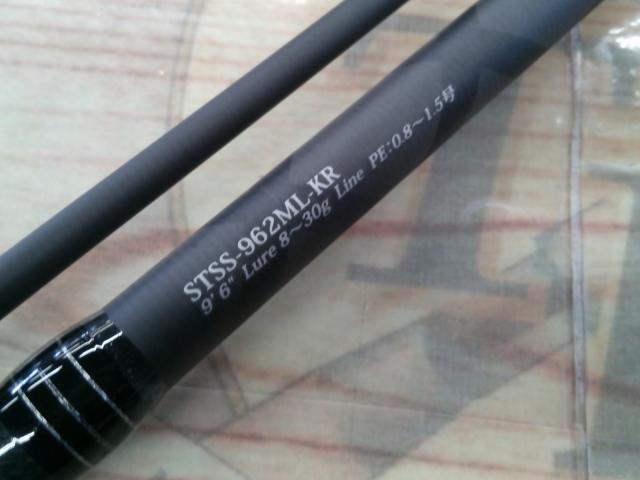 STSS-962ML-KR
9' 6" Lure 8～30g Line PE:0.8～1.5号